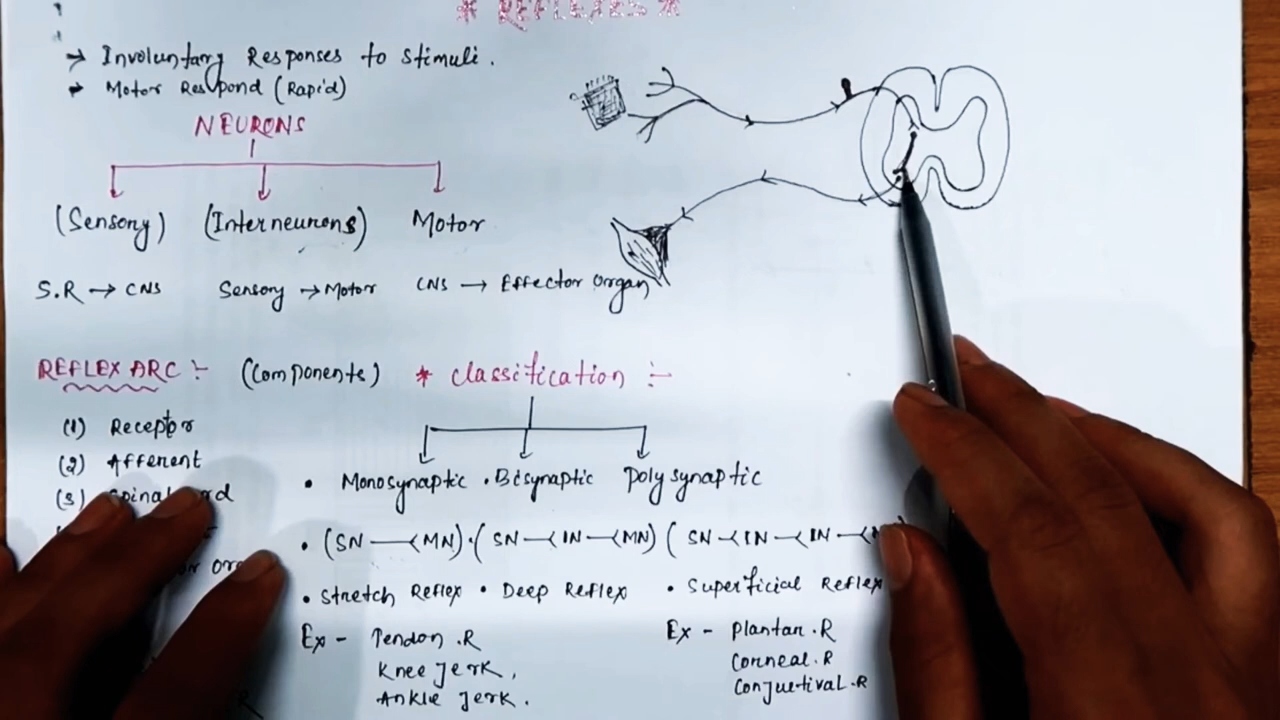 * REFLEXES *
→ Involuntary Responses to stimuli.
→ Motor Respond (Rapid)
NEURONS
(Sensory) (Interneurons) Motor
S.R → CNS Sensory → Motor CNS → Effector organ
REFLEX ARC :- (Components) * Classification :-
(1) Receptor
(2) Afferent
(3)
• Monosynaptic • Bisynaptic Polysynaptic
• (SN —< MN) • (SN —< IN —< MN) (SN —< IN —< IN —<
• Stretch Reflex • Deep Reflex • Superficial Reflex
Ex - Tendon .R Ex - Plantar .R
Knee Jerk, Corneal .R
Ankle Jerk. Conjuctival .R